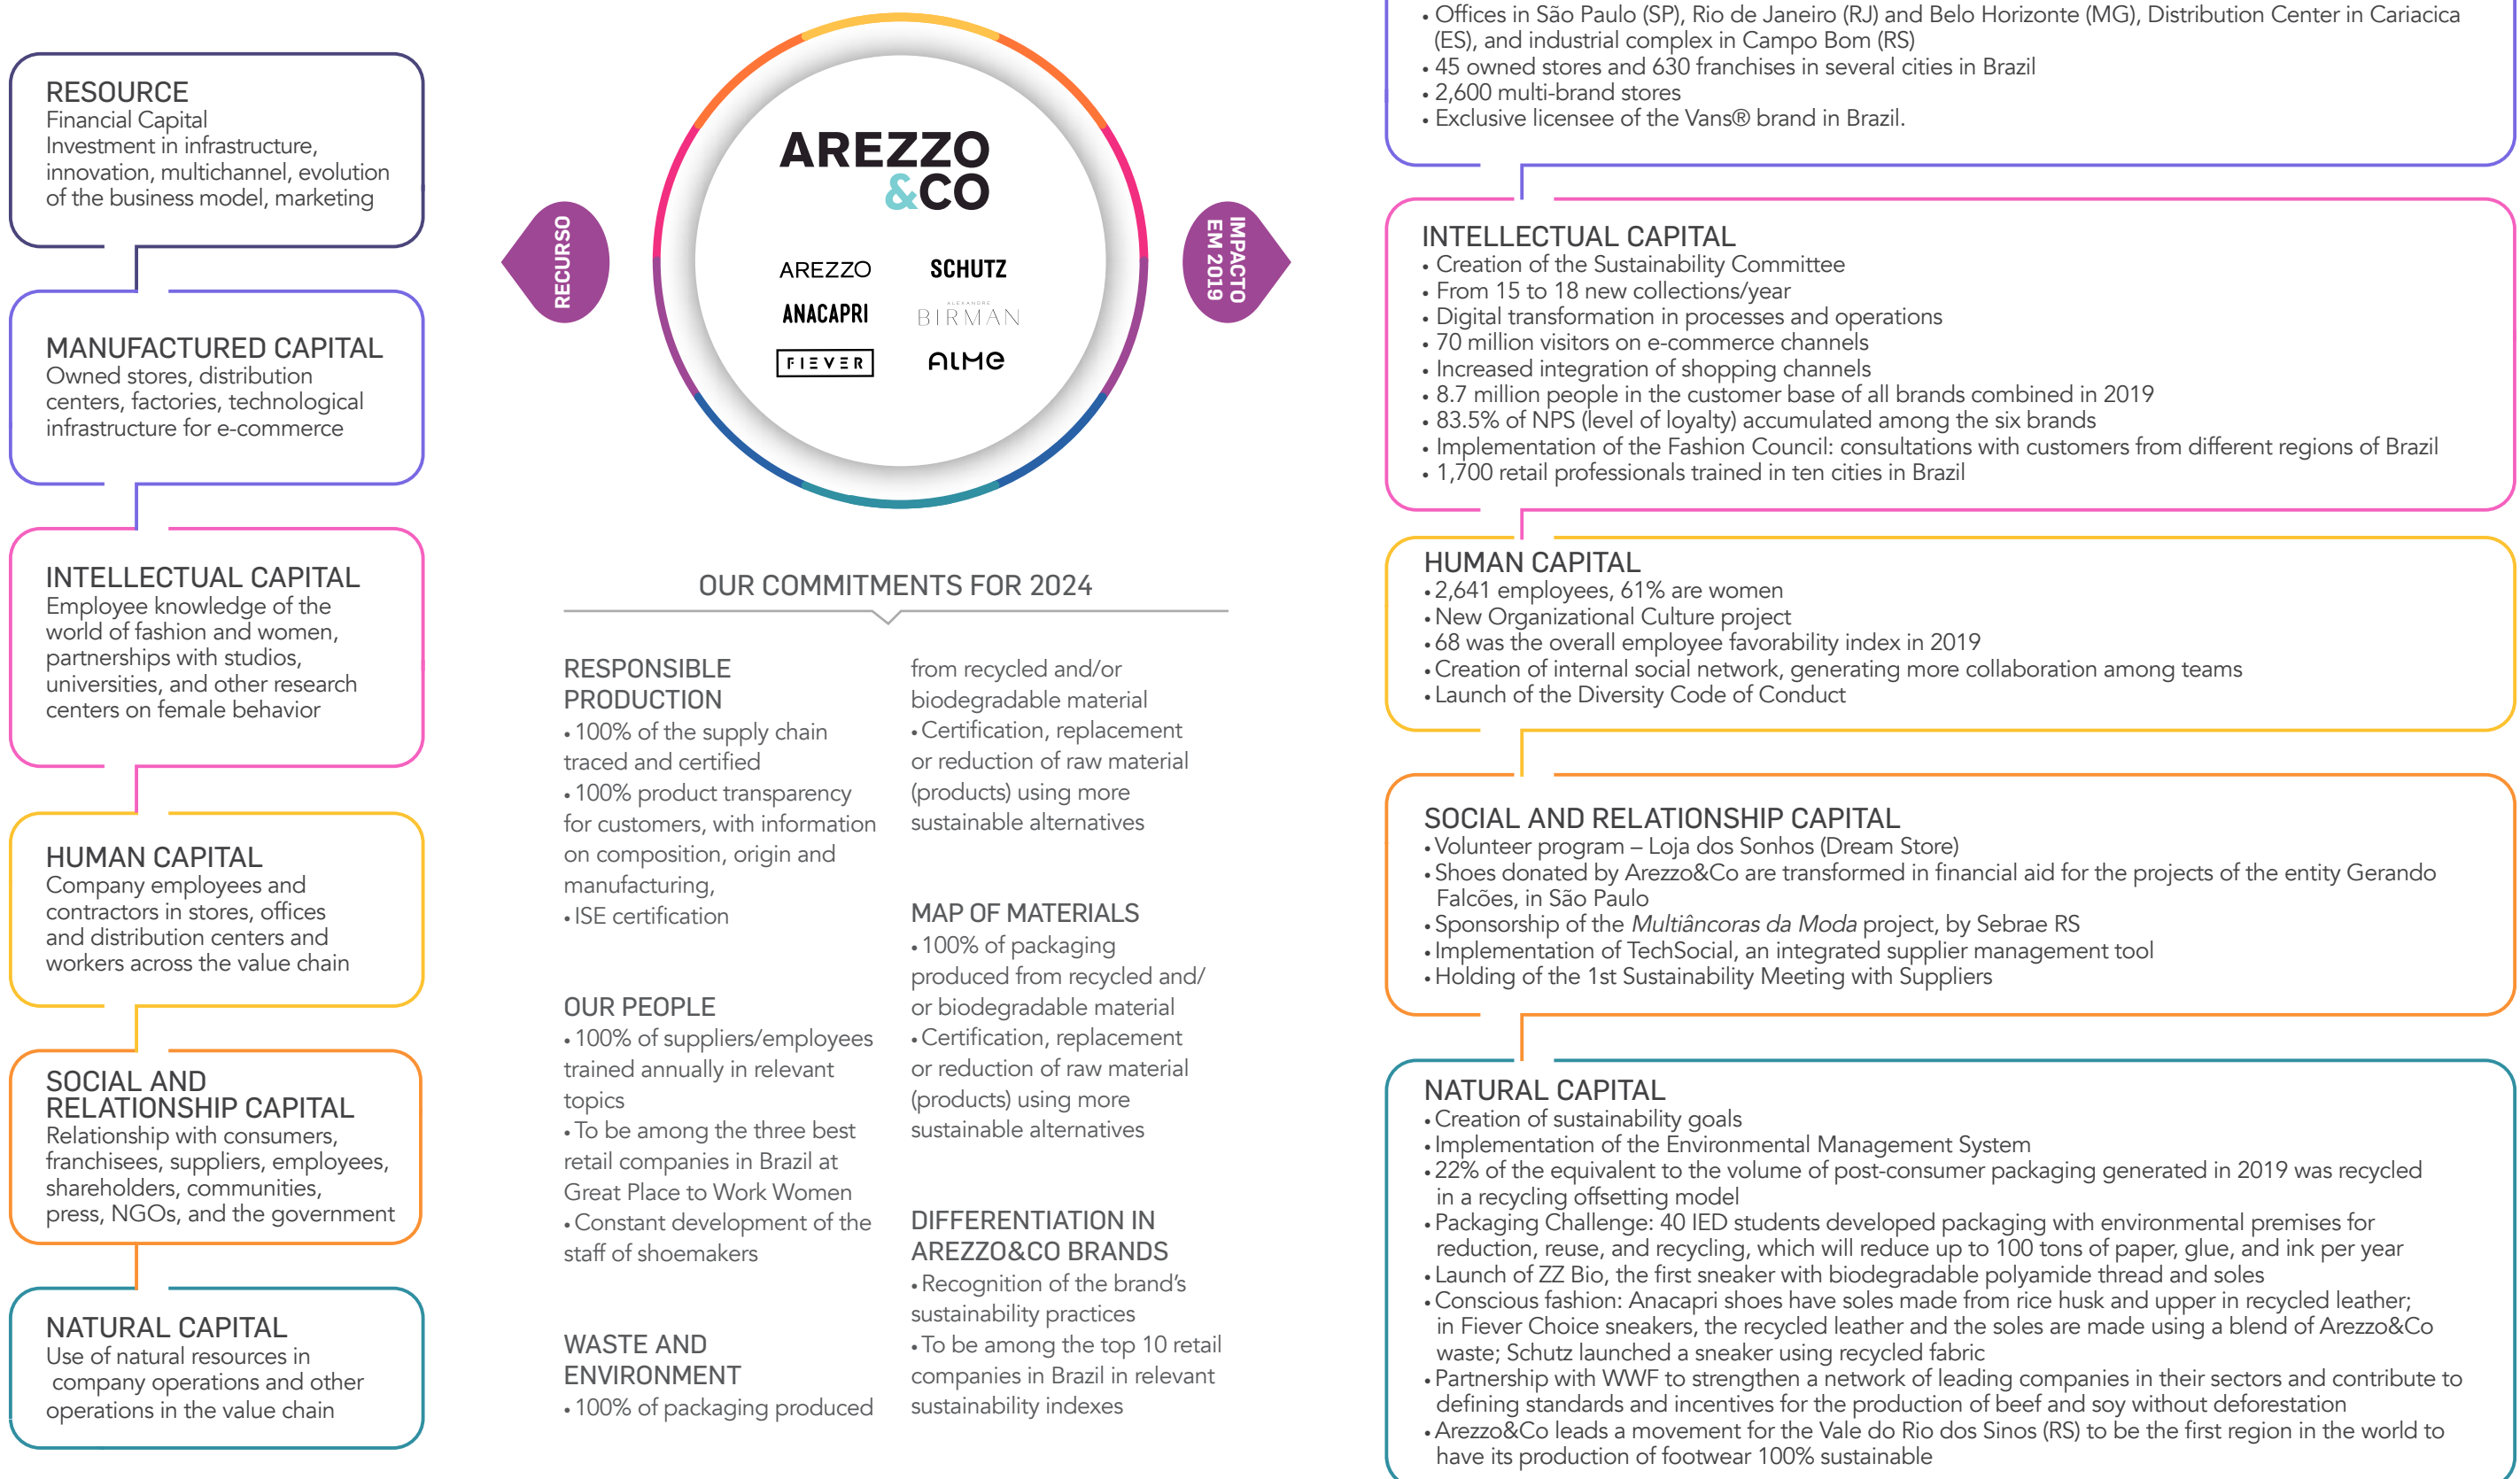 RESOURCE
Financial Capital
Investment in infrastructure,
innovation, multichannel, evolution
of the business model, marketing
MANUFACTURED CAPITAL
Owned stores, distribution
centers, factories, technological
infrastructure for e-commerce
INTELLECTUAL CAPITAL
Employee knowledge of the
world of fashion and women,
partnerships with studios,
universities, and other research
centers on female behavior
HUMAN CAPITAL
Company employees and
contractors in stores, offices
and distribution centers and
workers across the value chain
SOCIAL AND
RELATIONSHIP CAPITAL
Relationship with consumers,
franchisees, suppliers, employees,
shareholders, communities,
press, NGOs, and the government
NATURAL CAPITAL
Use of natural resources in
company operations and other
operations in the value chain
RECURSO
AREZZO
&CO
AREZZO SCHUTZ
ANACAPRI ALEXANDRE
BIRMAN
FIEVER ALME
IMPACTO
EM 2019
OUR COMMITMENTS FOR 2024
RESPONSIBLE
PRODUCTION
• 100% of the supply chain
traced and certified
• 100% product transparency
for customers, with information
on composition, origin and
manufacturing,
• ISE certification
OUR PEOPLE
• 100% of suppliers/employees
trained annually in relevant
topics
• To be among the three best
retail companies in Brazil at
Great Place to Work Women
• Constant development of the
staff of shoemakers
WASTE AND
ENVIRONMENT
• 100% of packaging produced
from recycled and/or
biodegradable material
• Certification, replacement
or reduction of raw material
(products) using more
sustainable alternatives
MAP OF MATERIALS
• 100% of packaging
produced from recycled and/
or biodegradable material
• Certification, replacement
or reduction of raw material
(products) using more
sustainable alternatives
DIFFERENTIATION IN
AREZZO&CO BRANDS
• Recognition of the brand's
sustainability practices
• To be among the top 10 retail
companies in Brazil in relevant
sustainability indexes
• Offices in São Paulo (SP), Rio de Janeiro (RJ) and Belo Horizonte (MG), Distribution Center in Cariacica
(ES), and industrial complex in Campo Bom (RS)
• 45 owned stores and 630 franchises in several cities in Brazil
• 2,600 multi-brand stores
• Exclusive licensee of the Vans® brand in Brazil.
INTELLECTUAL CAPITAL
• Creation of the Sustainability Committee
• From 15 to 18 new collections/year
• Digital transformation in processes and operations
• 70 million visitors on e-commerce channels
• Increased integration of shopping channels
• 8.7 million people in the customer base of all brands combined in 2019
• 83.5% of NPS (level of loyalty) accumulated among the six brands
• Implementation of the Fashion Council: consultations with customers from different regions of Brazil
• 1,700 retail professionals trained in ten cities in Brazil
HUMAN CAPITAL
• 2,641 employees, 61% are women
• New Organizational Culture project
• 68 was the overall employee favorability index in 2019
• Creation of internal social network, generating more collaboration among teams
• Launch of the Diversity Code of Conduct
SOCIAL AND RELATIONSHIP CAPITAL
• Volunteer program – Loja dos Sonhos (Dream Store)
• Shoes donated by Arezzo&Co are transformed in financial aid for the projects of the entity Gerando
Falcões, in São Paulo
• Sponsorship of the Multiâncoras da Moda project, by Sebrae RS
• Implementation of TechSocial, an integrated supplier management tool
• Holding of the 1st Sustainability Meeting with Suppliers
NATURAL CAPITAL
• Creation of sustainability goals
• Implementation of the Environmental Management System
• 22% of the equivalent to the volume of post-consumer packaging generated in 2019 was recycled
in a recycling offsetting model
• Packaging Challenge: 40 IED students developed packaging with environmental premises for
reduction, reuse, and recycling, which will reduce up to 100 tons of paper, glue, and ink per year
• Launch of ZZ Bio, the first sneaker with biodegradable polyamide thread and soles
• Conscious fashion: Anacapri shoes have soles made from rice husk and upper in recycled leather;
in Fiever Choice sneakers, the recycled leather and the soles are made using a blend of Arezzo&Co
waste; Schutz launched a sneaker using recycled fabric
• Partnership with WWF to strengthen a network of leading companies in their sectors and contribute to
defining standards and incentives for the production of beef and soy without deforestation
• Arezzo&Co leads a movement for the Vale do Rio dos Sinos (RS) to be the first region in the world to
have its production of footwear 100% sustainable